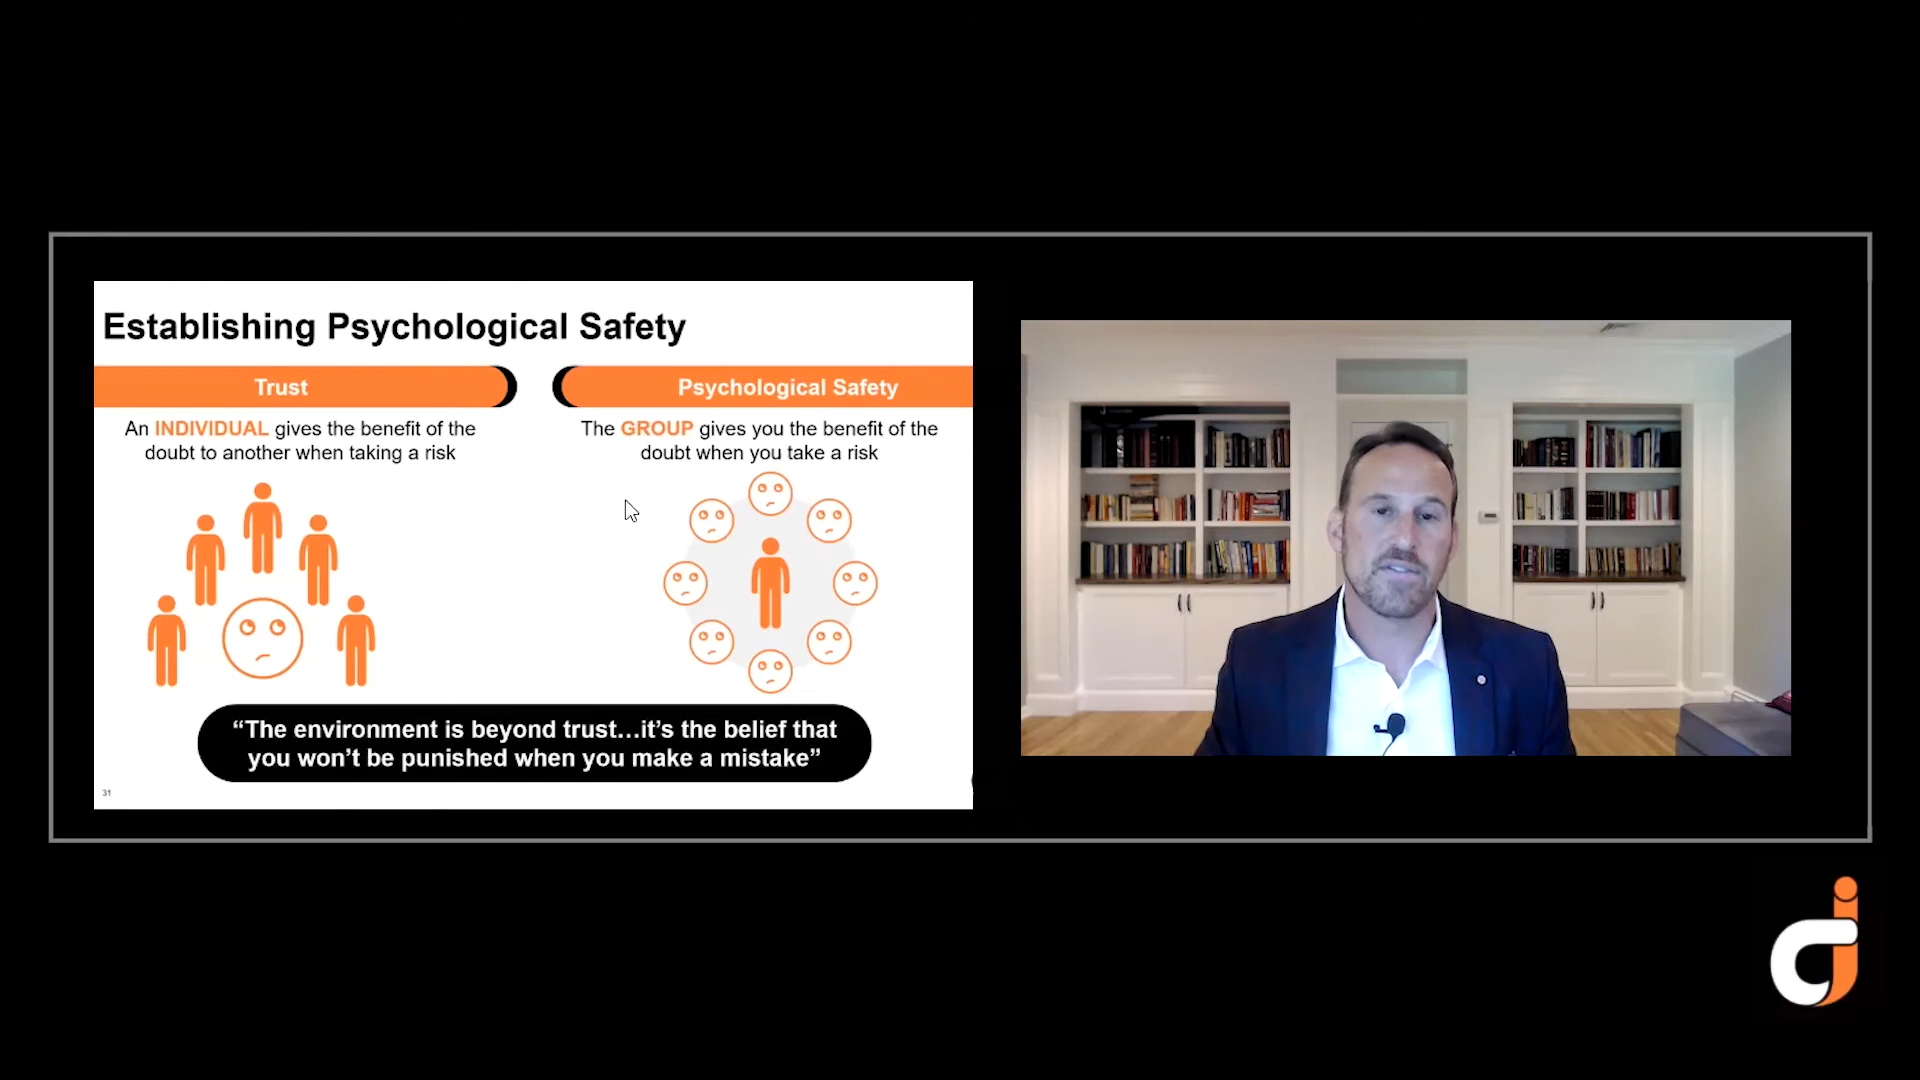 Establishing Psychological Safety
Trust
An INDIVIDUAL gives the benefit of the
doubt to another when taking a risk
Psychological Safety
The GROUP gives you the benefit of the
doubt when you take a risk
“The environment is beyond trust...it’s the belief that
you won’t be punished when you make a mistake”
31